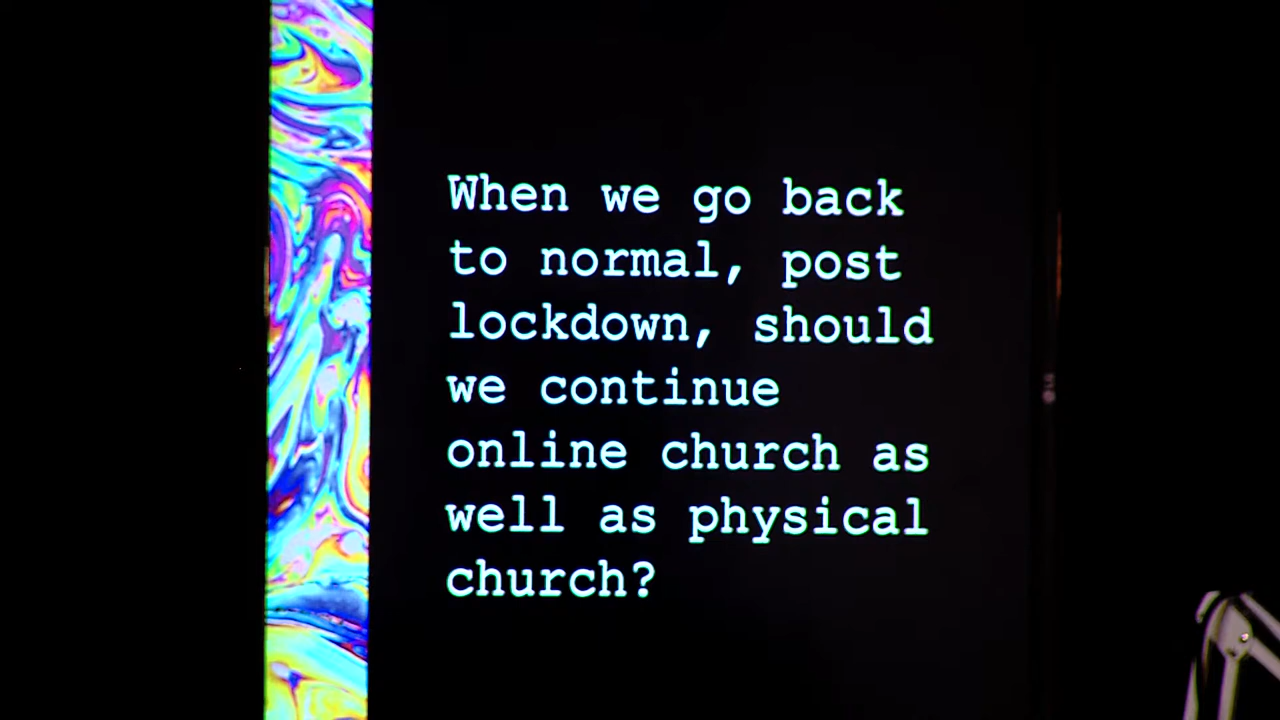 When we go back
to normal, post
lockdown, should
we continue
online church as
well as physical
church?